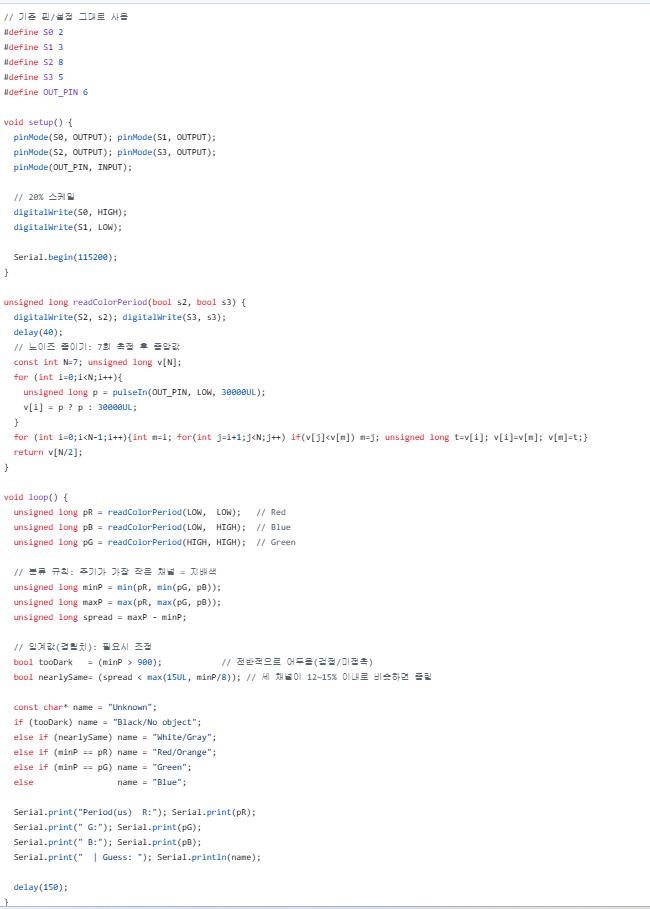 // 기존 핀/설정 그대로 사용
#define S0 2
#define S1 3
#define S2 8
#define S3 5
#define OUT_PIN 6

void setup() {
  pinMode(S0, OUTPUT); pinMode(S1, OUTPUT);
  pinMode(S2, OUTPUT); pinMode(S3, OUTPUT);
  pinMode(OUT_PIN, INPUT);

  // 20% 스케일
  digitalWrite(S0, HIGH);
  digitalWrite(S1, LOW);

  Serial.begin(115200);
}

unsigned long readColorPeriod(bool s2, bool s3) {
  digitalWrite(S2, s2); digitalWrite(S3, s3);
  delay(40);
  // 노이즈 줄이기: 7회 측정 후 중앙값
  const int N=7; unsigned long v[N];
  for (int i=0;i<N;i++){
    unsigned long p = pulseIn(OUT_PIN, LOW, 30000UL);
    v[i] = p ? p : 30000UL;
  }
  for (int i=0;i<N-1;i++){int m=i; for(int j=i+1;j<N;j++) if(v[j]<v[m]) m=j; unsigned long t=v[i]; v[i]=v[m]; v[m]=t;}
  return v[N/2];
}

void loop() {
  unsigned long pR = readColorPeriod(LOW,  LOW);   // Red
  unsigned long pB = readColorPeriod(LOW,  HIGH);  // Blue
  unsigned long pG = readColorPeriod(HIGH, HIGH);  // Green

  // 분류 규칙: 주기가 가장 작은 채널 = 지배색
  unsigned long minP = min(pR, min(pG, pB));
  unsigned long maxP = max(pR, max(pG, pB));
  unsigned long spread = maxP - minP;

  // 임계값(경험치): 필요시 조정
  bool tooDark   = (minP > 900);            // 전반적으로 어두움(검정/미접촉)
  bool nearlySame= (spread < max(15UL, minP/8)); // 세 채널이 12~15% 이내로 비슷하면 중립

  const char* name = "Unknown";
  if (tooDark) name = "Black/No object";
  else if (nearlySame) name = "White/Gray";
  else if (minP == pR) name = "Red/Orange";
  else if (minP == pG) name = "Green";
  else                 name = "Blue";

  Serial.print("Period(us)  R:"); Serial.print(pR);
  Serial.print(" G:"); Serial.print(pG);
  Serial.print(" B:"); Serial.print(pB);
  Serial.print("  | Guess: "); Serial.println(name);

  delay(150);
}